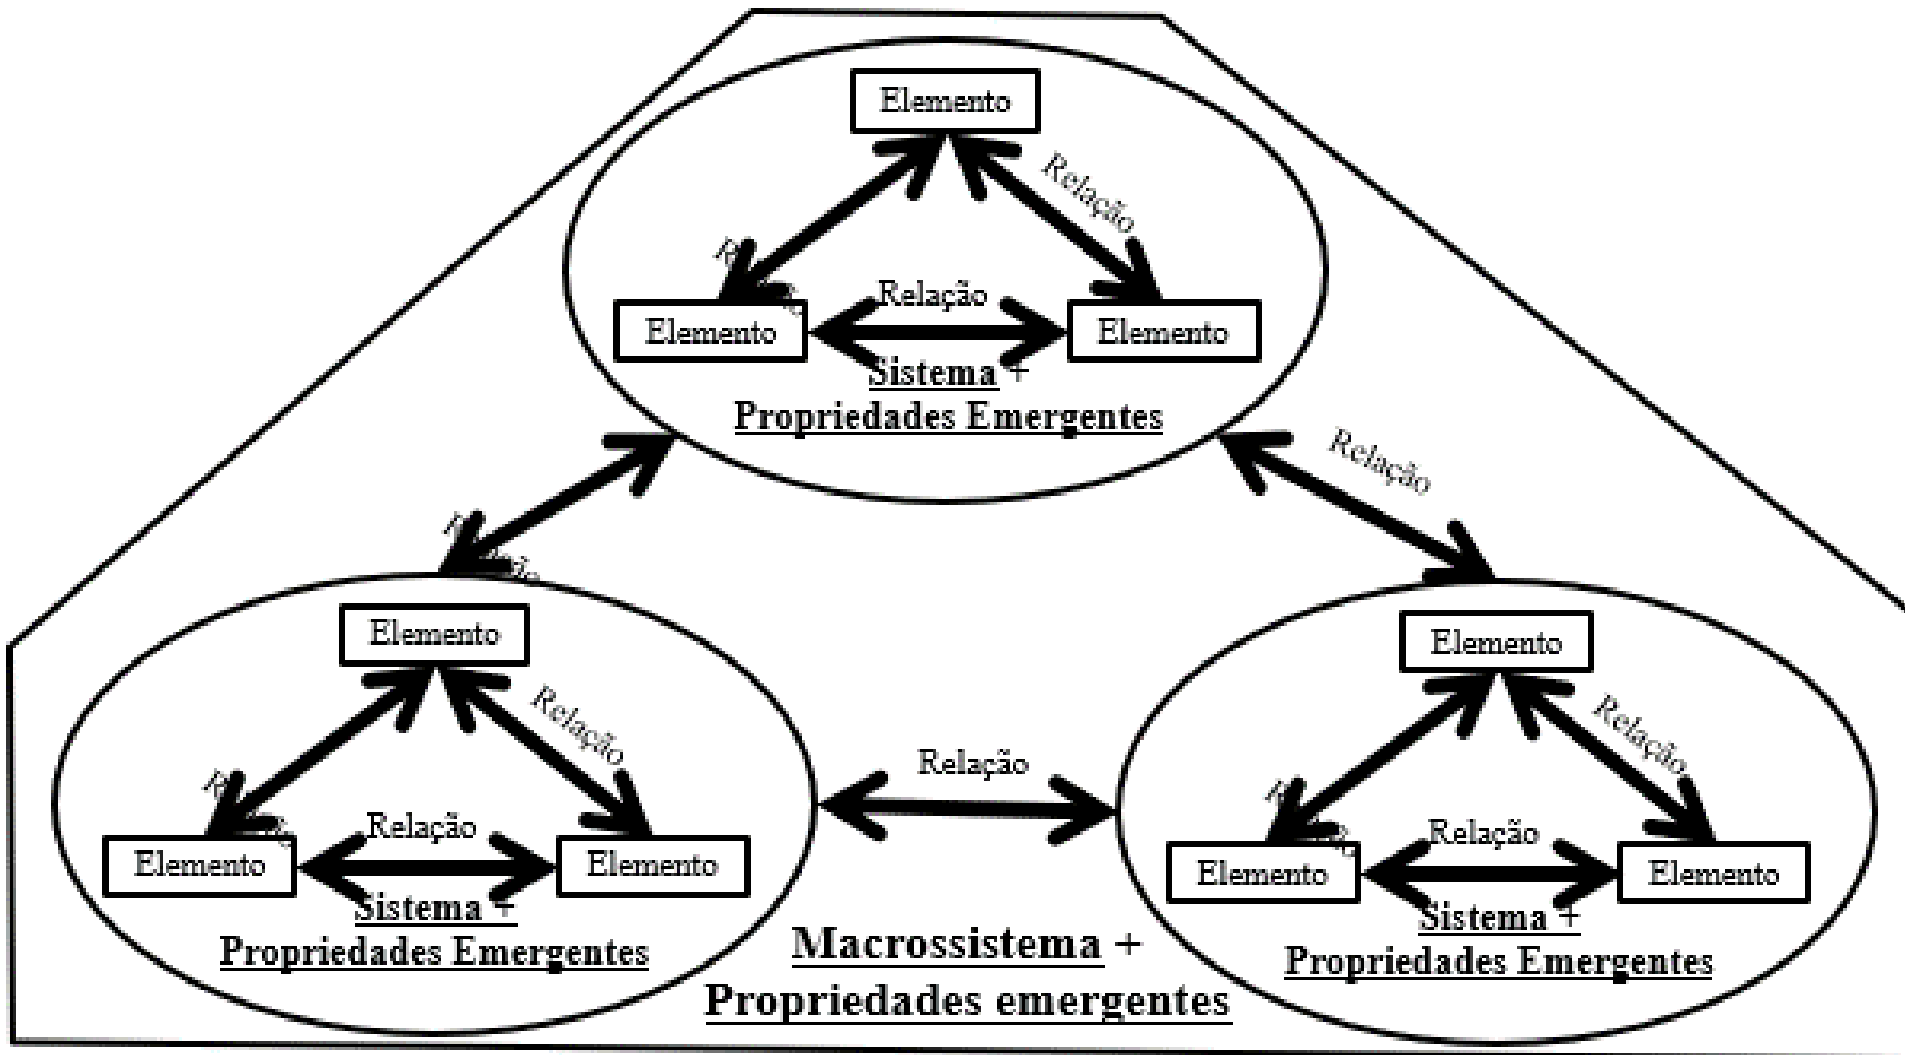 Elemento
Relação
Relação
Elemento
Elemento
Sistema +
Propriedades Emergentes
Relação
Elemento
Relação
Relação
Elemento
Elemento
Sistema +
Propriedades Emergentes
Relação
Elemento
Relação
Relação
Elemento
Elemento
Sistema +
Propriedades Emergentes
Macrossistema +
Propriedades emergentes